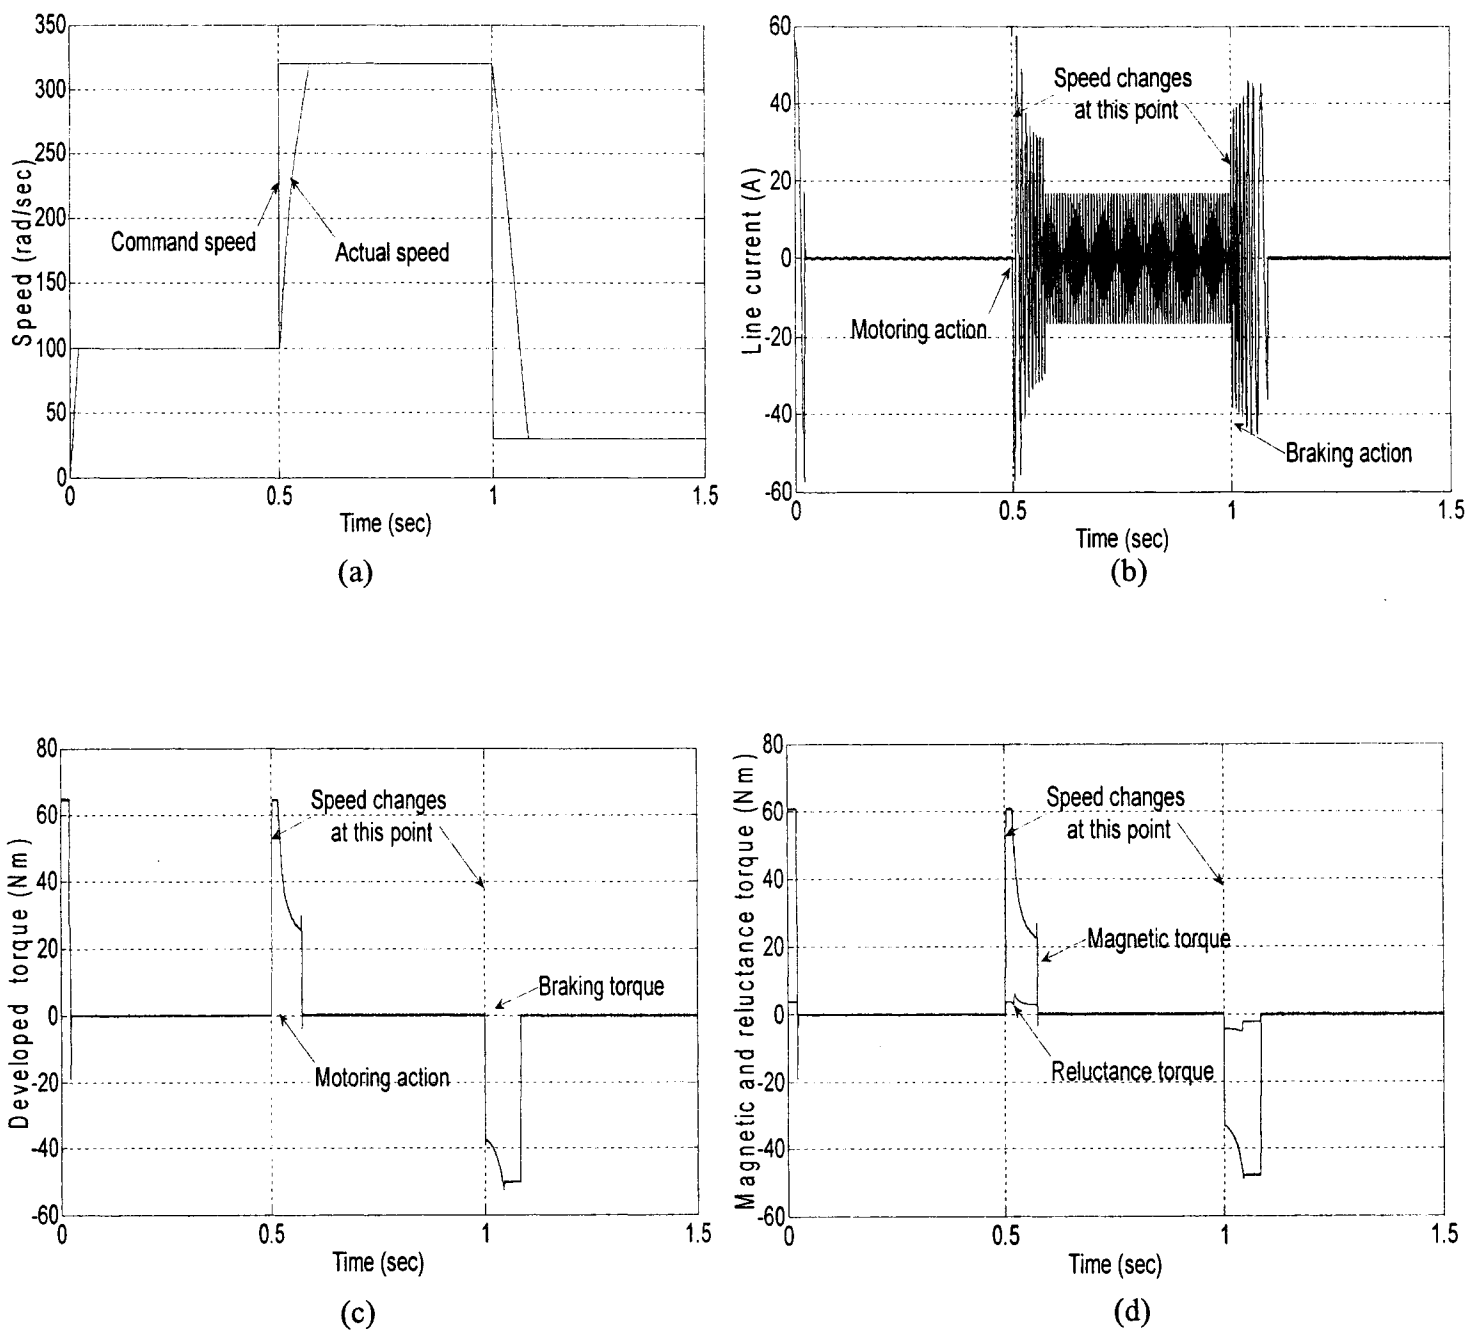 350
300
250
200
150
100
50
0
Speed (rad/sec)
Command speed
Actual speed
0
0.5
1
1.5
Time (sec)
(a)
60
40
20
0
-20
-40
-60
Line current (A)
Speed changes
at this point
Motoring action
Braking action
0
0.5
1
1.5
Time (sec)
(b)
80
60
40
20
0
-20
-40
-60
Developed torque (Nm)
Speed changes
at this point
Braking torque
Motoring action
0
0.5
1
1.5
Time (sec)
(c)
80
60
40
20
0
-20
-40
-60
Magnetic and reluctance torque (Nm)
Speed changes
at this point
Magnetic torque
Reluctance torque
0
0.5
1
1.5
Time (sec)
(d)